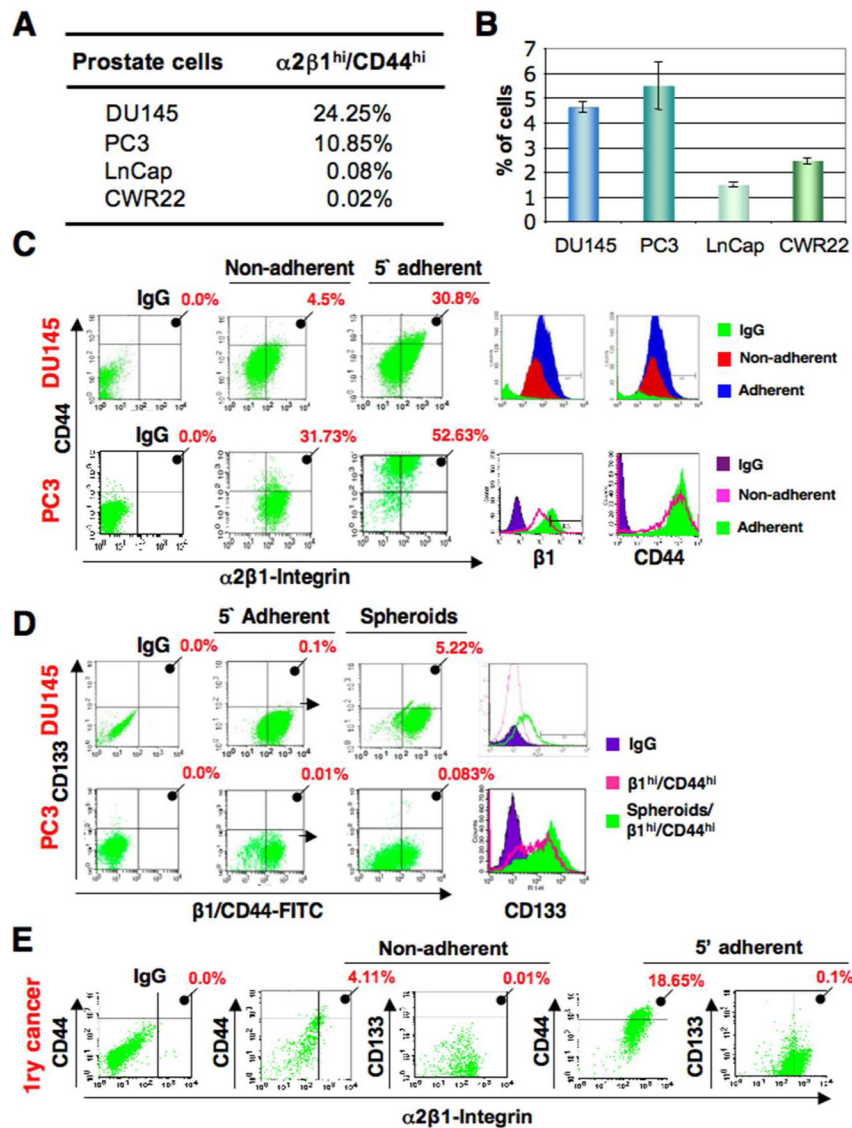 A
Prostate cells α2β1hi/CD44hi
DU145 24.25%
PC3 10.85%
LnCap 0.08%
CWR22 0.02%
B
% of cells
7
6
5
4
3
2
1
0
DU145 PC3 LnCap CWR22
C
Non-adherent 5` adherent
IgG 0.0% 4.5% 30.8%
DU145
CD44
IgG
Non-adherent
Adherent
IgG 0.0% 31.73% 52.63%
PC3
IgG
Non-adherent
Adherent
α2β1-Integrin
β1 CD44
D
5` Adherent Spheroids
IgG 0.0% 0.1% 5.22%
DU145
CD133
0.0% 0.01% 0.083%
PC3
IgG
β1hi/CD44hi
Spheroids/
β1hi/CD44hi
β1/CD44-FITC
CD133
E
Non-adherent 5' adherent
IgG 0.0% 4.11% 0.01% 18.65% 0.1%
1ry cancer
CD44 CD44 CD133 CD44 CD133
α2β1-Integrin